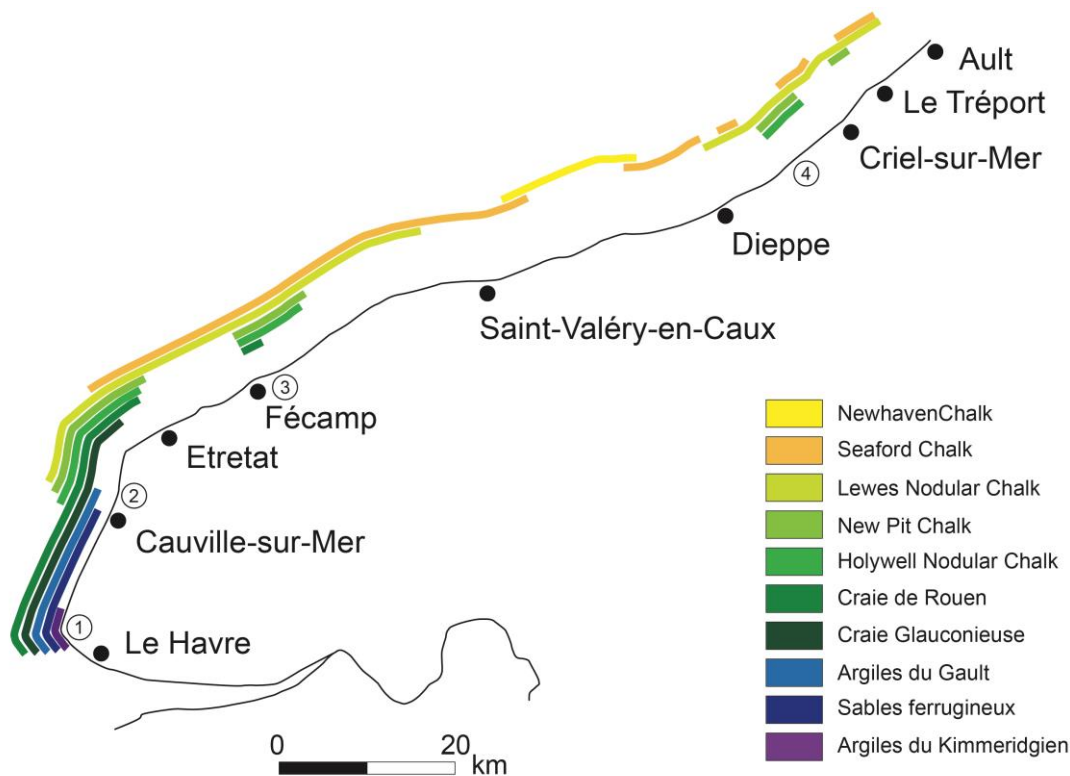 Ault
Le Tréport
Criel-sur-Mer
4
Dieppe
Saint-Valéry-en-Caux
3
Fécamp
Etretat
2
Cauville-sur-Mer
1
Le Havre
0 20
km
NewhavenChalk
Seaford Chalk
Lewes Nodular Chalk
New Pit Chalk
Holywell Nodular Chalk
Craie de Rouen
Craie Glauconieuse
Argiles du Gault
Sables ferrugineux
Argiles du Kimmeridgien